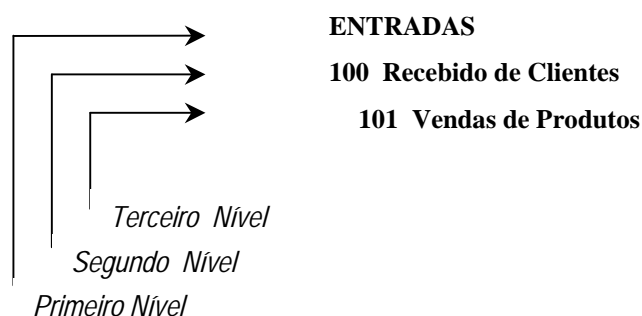 ENTRADAS
100 Recebido de Clientes
101 Vendas de Produtos
Terceiro Nível
Segundo Nível
Primeiro Nível